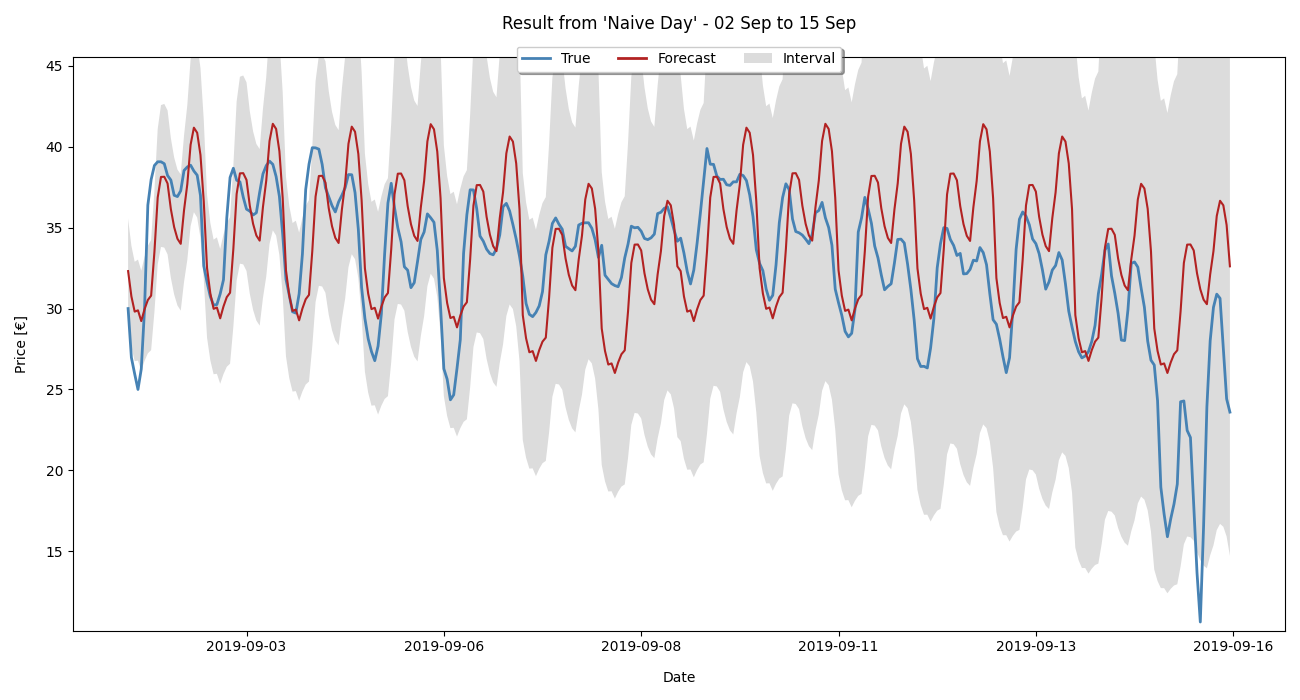 Result from 'Naive Day' - 02 Sep to 15 Sep
True Forecast Interval
45
40
35
30
25
20
15
Price [€]
2019-09-03 2019-09-06 2019-09-08 2019-09-11 2019-09-13 2019-09-16
Date